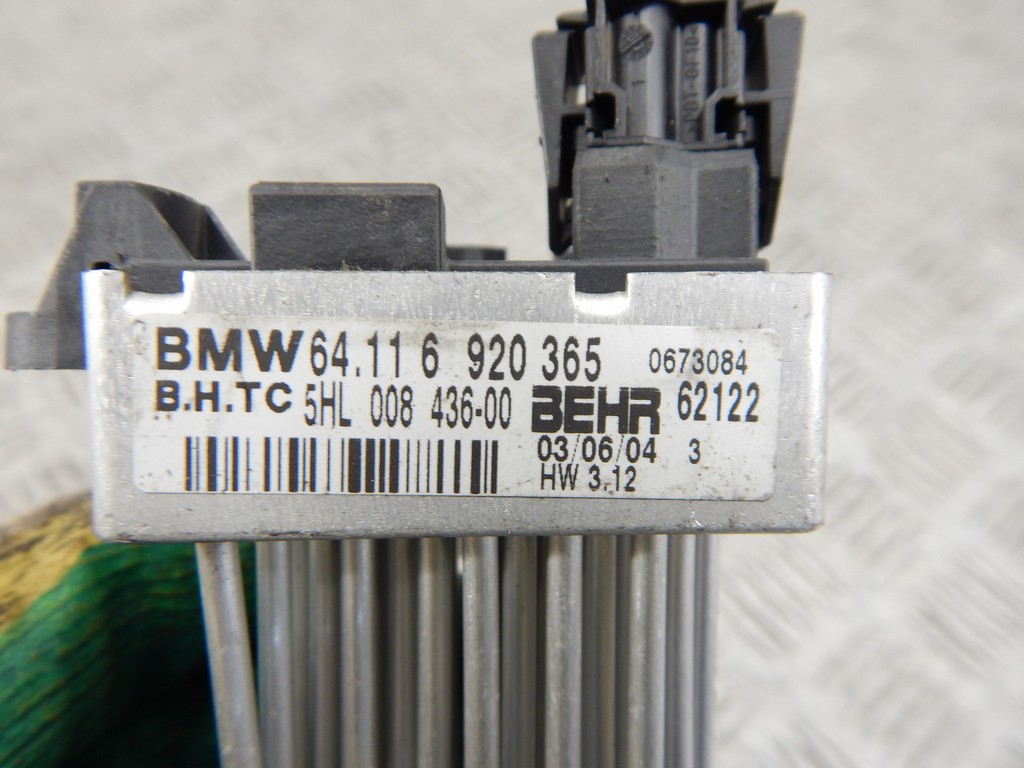 BMW 64.11 6 920 365 0673084
B.H.TC 5HL 008 436-00 BEHR 62122
03/06/04 3
HW 3.12